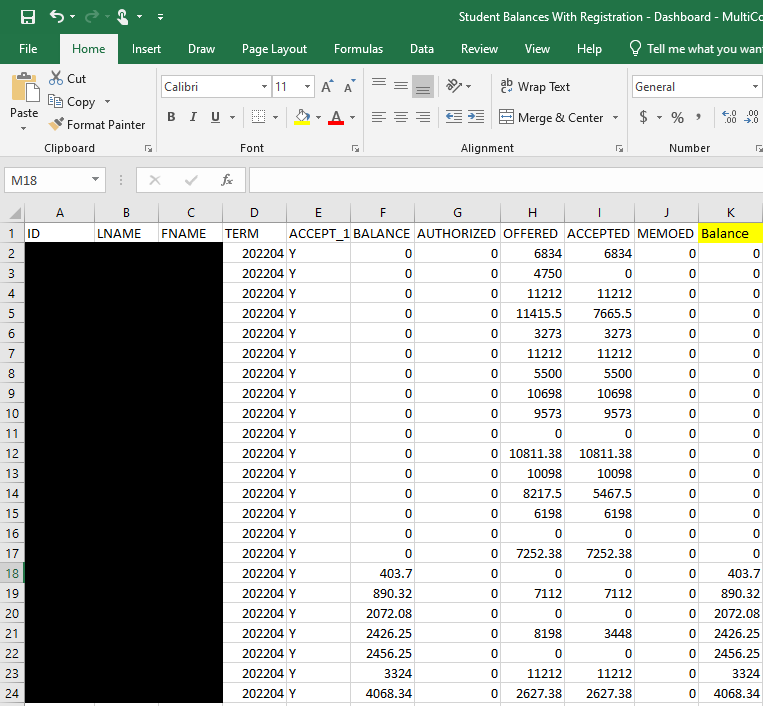 Student Balances With Registration - Dashboard - MultiCo
File Home Insert Draw Page Layout Formulas Data Review View Help Tell me what you wan
Cut
Copy
Format Painter
Paste
Clipboard
Calibri 11
B I U A
Font
Wrap Text
Merge & Center
Alignment
General
$ % ,
Number
M18 fx
A B C D E F G H I J K
1 ID LNAME FNAME TERM ACCEPT_1 BALANCE AUTHORIZED OFFERED ACCEPTED MEMOED Balance
2 202204 Y 0 0 6834 6834 0 0
3 202204 Y 0 0 4750 0 0 0
4 202204 Y 0 0 11212 11212 0 0
5 202204 Y 0 0 11415.5 7665.5 0 0
6 202204 Y 0 0 3273 3273 0 0
7 202204 Y 0 0 11212 11212 0 0
8 202204 Y 0 0 5500 5500 0 0
9 202204 Y 0 0 10698 10698 0 0
10 202204 Y 0 0 9573 9573 0 0
11 202204 Y 0 0 0 0 0 0
12 202204 Y 0 0 10811.38 10811.38 0 0
13 202204 Y 0 0 10098 10098 0 0
14 202204 Y 0 0 8217.5 5467.5 0 0
15 202204 Y 0 0 6198 6198 0 0
16 202204 Y 0 0 0 0 0 0
17 202204 Y 0 0 7252.38 7252.38 0 0
18 202204 Y 403.7 0 0 0 0 403.7
19 202204 Y 890.32 0 7112 7112 0 890.32
20 202204 Y 2072.08 0 0 0 0 2072.08
21 202204 Y 2426.25 0 8198 3448 0 2426.25
22 202204 Y 2456.25 0 0 0 0 2456.25
23 202204 Y 3324 0 11212 11212 0 3324
24 202204 Y 4068.34 0 2627.38 2627.38 0 4068.34